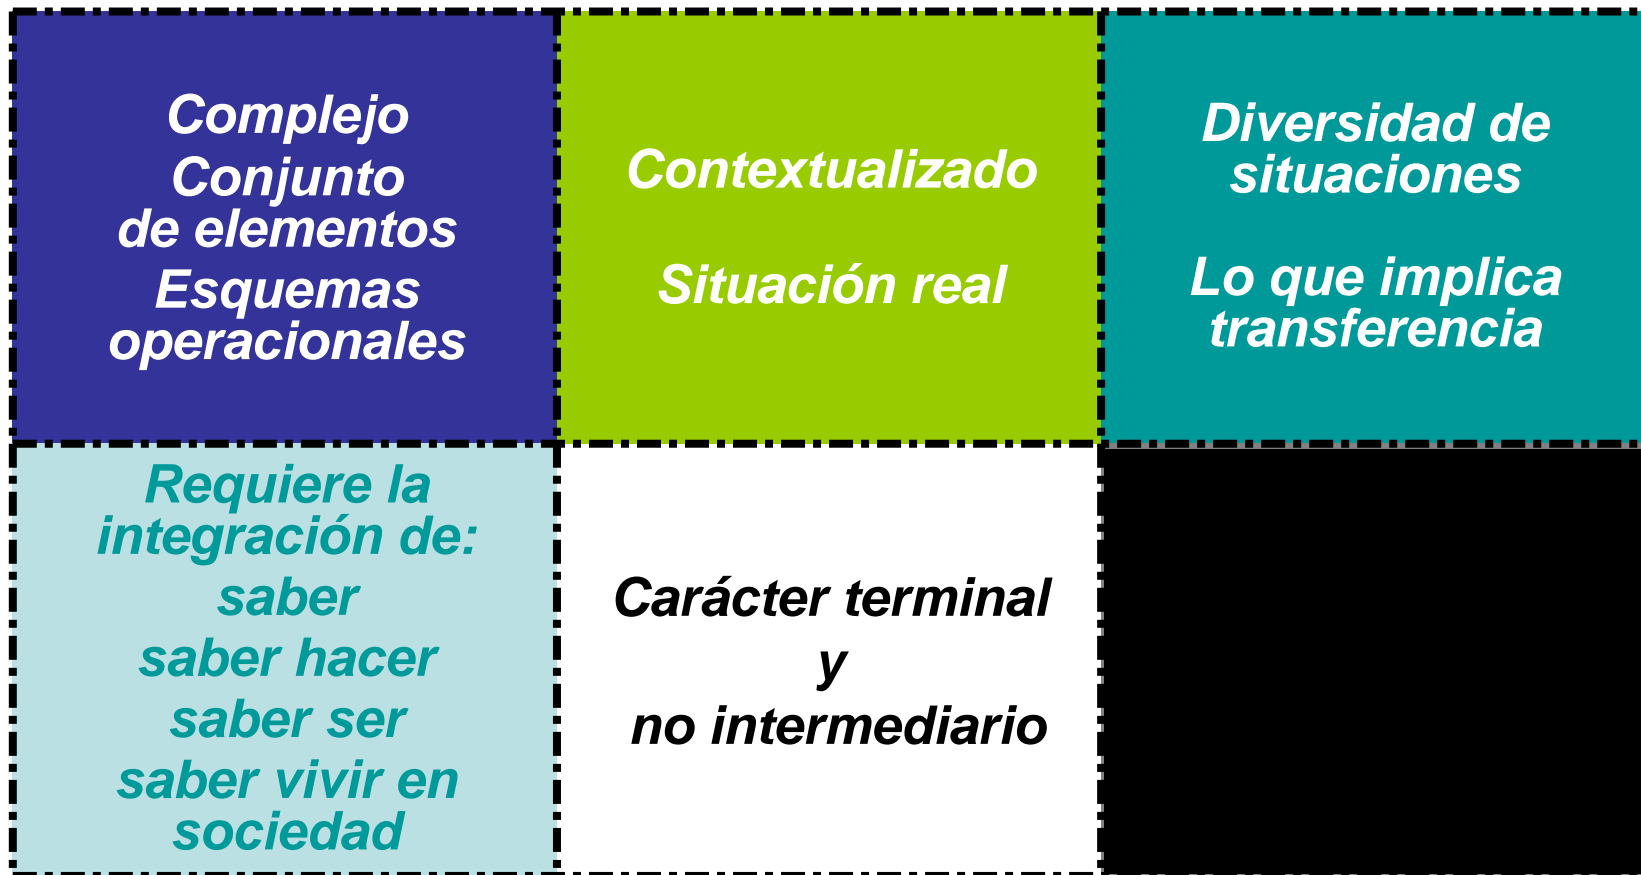 Complejo
Conjunto
de elementos
Esquemas
operacionales
Contextualizado
Situación real
Diversidad de
situaciones
Lo que implica
transferencia
Requiere la
integración de:
saber
saber hacer
saber ser
saber vivir en
sociedad
Carácter terminal
y
no intermediario